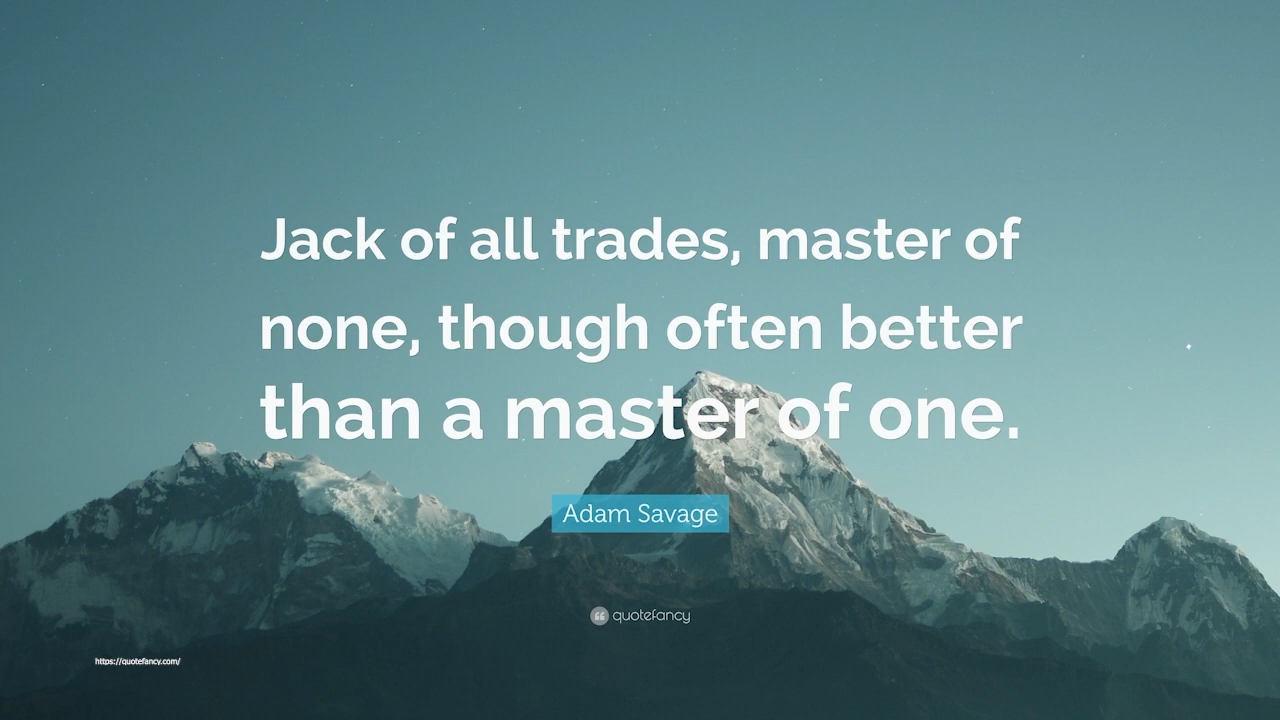 Jack of all trades, master of
none, though often better
than a master of one.
Adam Savage
quotefancy
https://quotefancy.com/